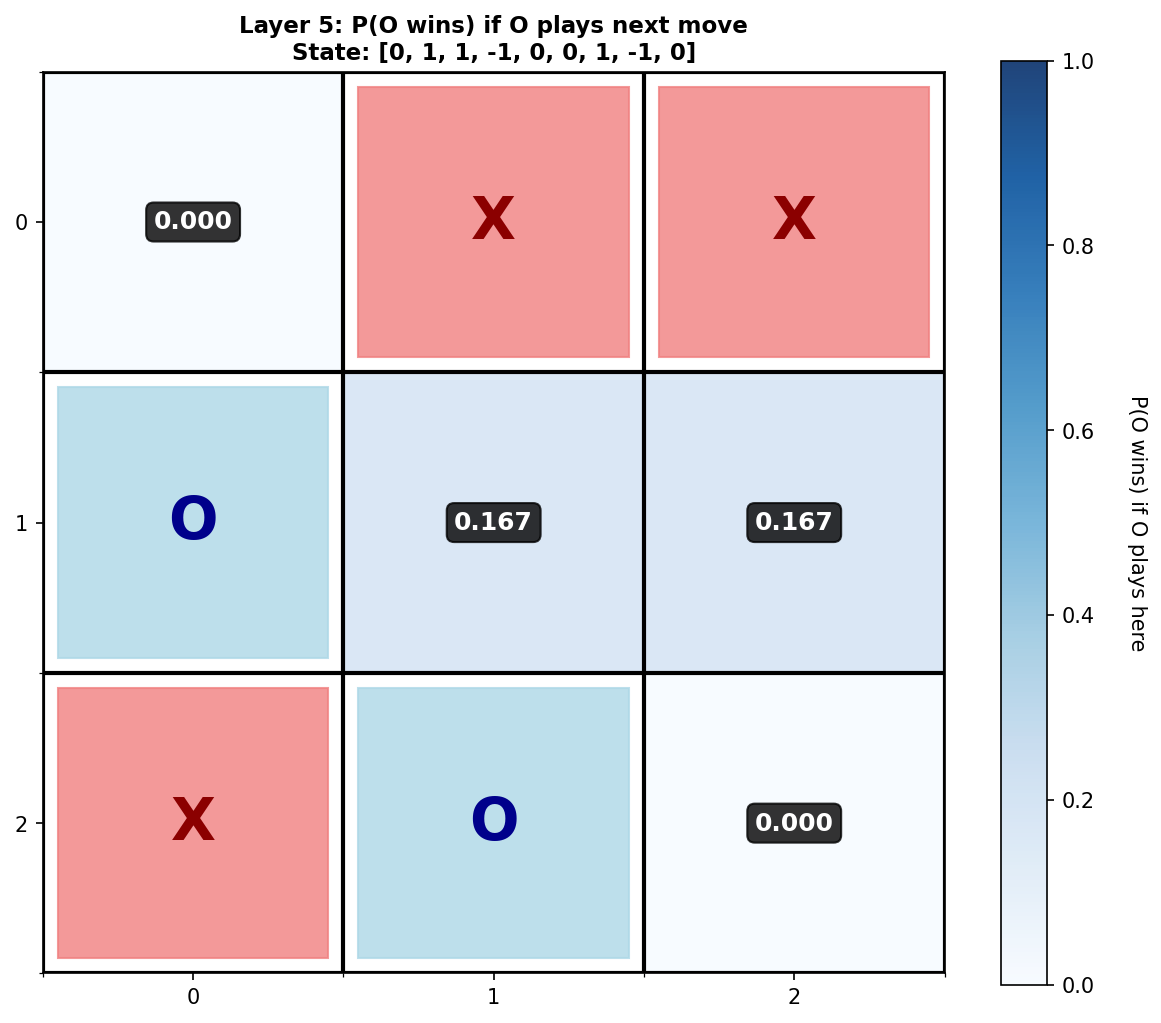 Layer 5: P(O wins) if O plays next move
State: [0, 1, 1, -1, 0, 0, 1, -1, 0]
0
0.000
X
X
1
O
0.167
0.167
2
X
O
0.000
0
1
2
1.0
0.8
0.6
0.4
0.2
0.0
P(O wins) if O plays here